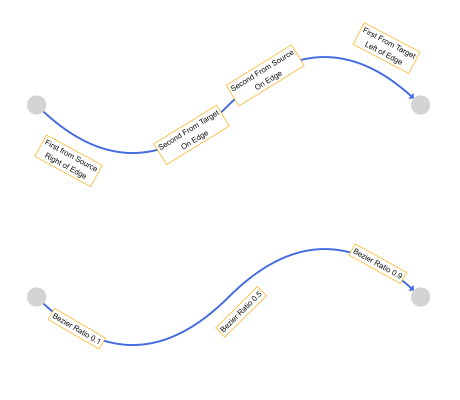 First From Target
Left of Edge
Second From Source
On Edge
Second From Target
On Edge
First from Source
Right of Edge
Bezier Ratio 0.9
Bezier Ratio 0.5
Bezier Ratio 0.1